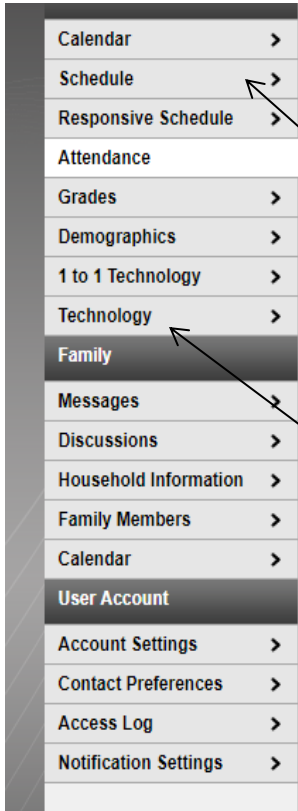 Calendar
Schedule
Responsive Schedule
Attendance
Grades
Demographics
1 to 1 Technology
Technology
Family
Messages
Discussions
Household Information
Family Members
Calendar
User Account
Account Settings
Contact Preferences
Access Log
Notification Settings